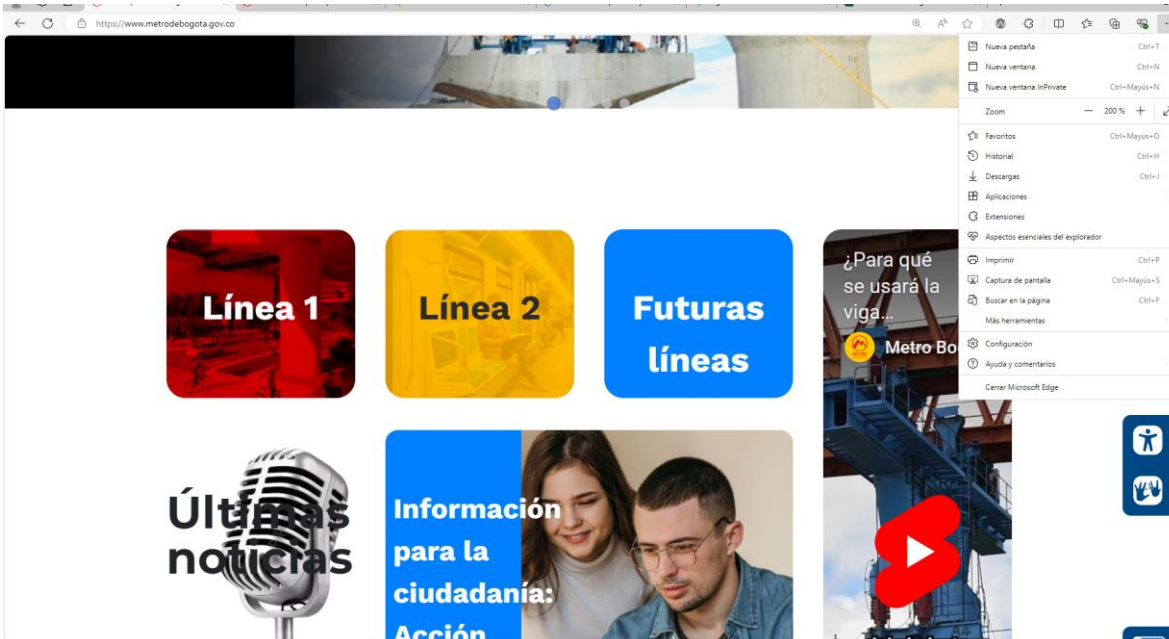 https://www.metrodebogota.gov.co
Nueva pestaña Ctrl+T
Nueva ventana Ctrl+N
Nueva ventana InPrivate Ctrl+Mayús+N
Zoom — 200 % +
Favoritos Ctrl+Mayús+O
Historial Ctrl+H
Descargas Ctrl+J
Aplicaciones
Extensiones
Aspectos esenciales del explorador
Imprimir Ctrl+P
Captura de pantalla Ctrl+Mayús+S
Buscar en la página Ctrl+F
Más herramientas
Configuración
Ayuda y comentarios
Cerrar Microsoft Edge
Línea 1
Línea 2
Futuras
líneas
¿Para qué
se usará la
viga...
Metro Bo
Últimas
noticias
Información
para la
ciudadanía:
Acción